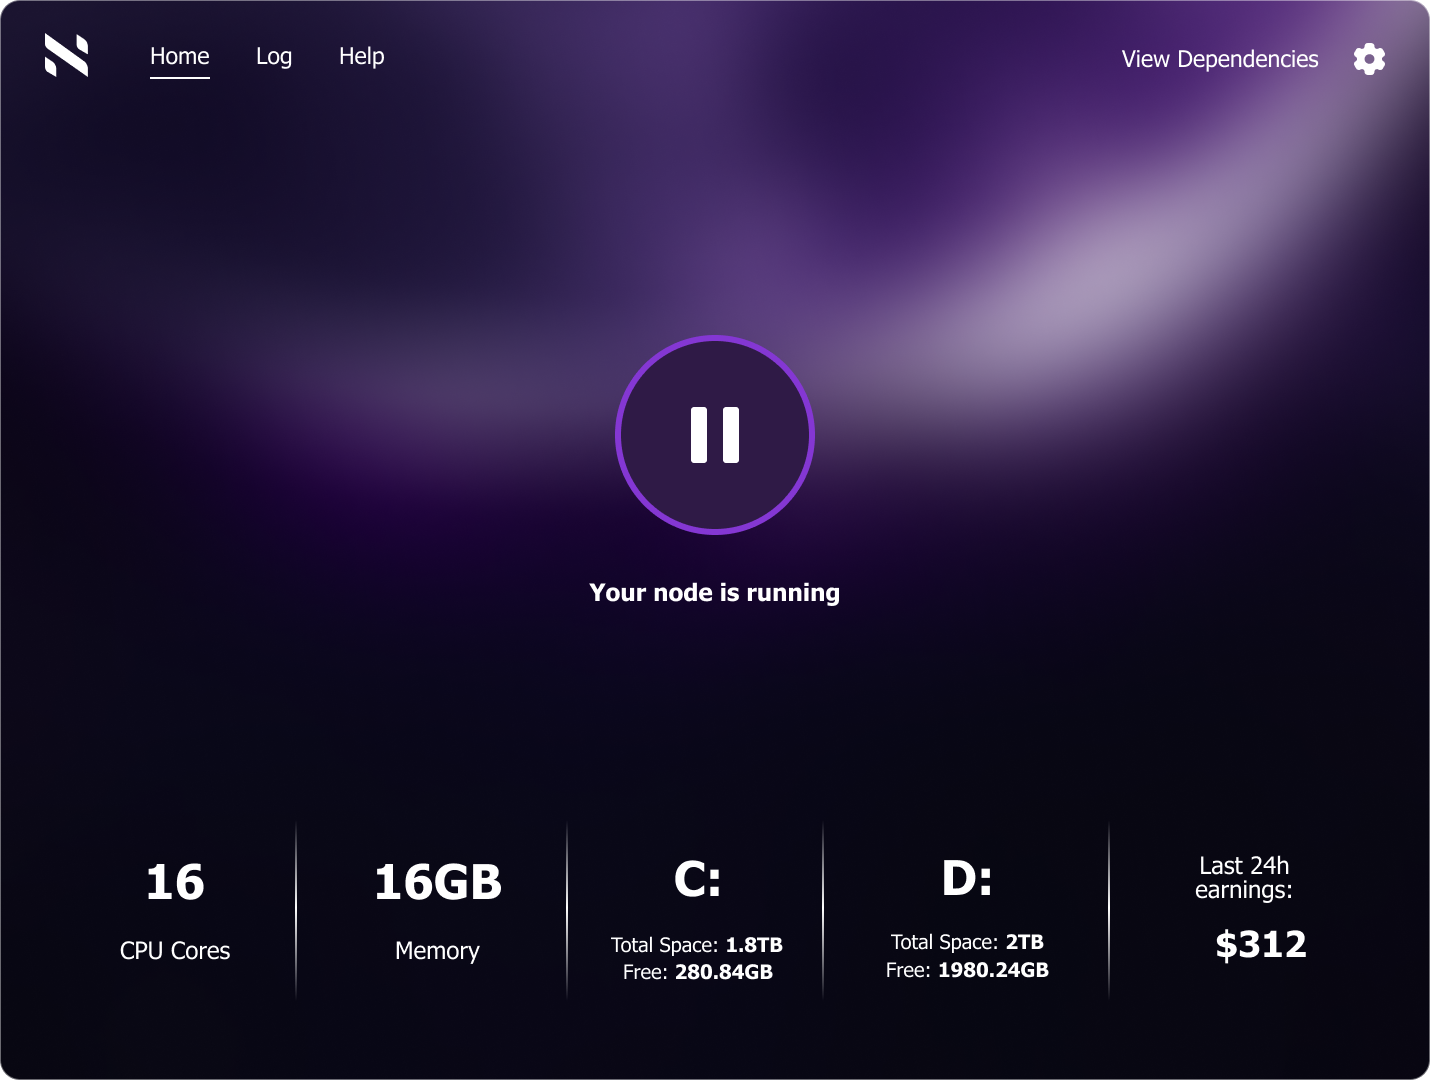 Home
Log
Help
View Dependencies
Your node is running
16
CPU Cores
16GB
Memory
C:
Total Space: 1.8TB
Free: 280.84GB
D:
Total Space: 2TB
Free: 1980.24GB
Last 24h
earnings:
$312